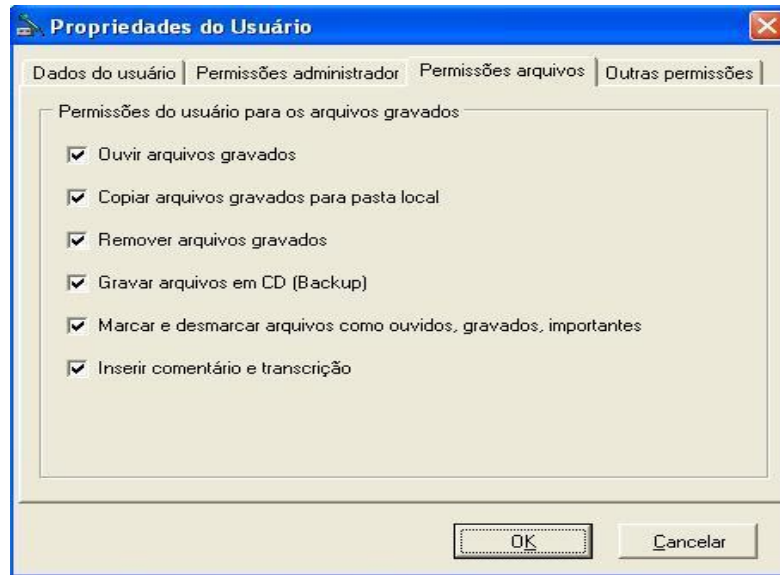 Propriedades do Usuário
Dados do usuário
Permissões administrador
Permissões arquivos
Outras permissões
Permissões do usuário para os arquivos gravados
Ouvir arquivos gravados
Copiar arquivos gravados para pasta local
Remover arquivos gravados
Gravar arquivos em CD (Backup)
Marcar e desmarcar arquivos como ouvidos, gravados, importantes
Inserir comentário e transcrição
OK
Cancelar